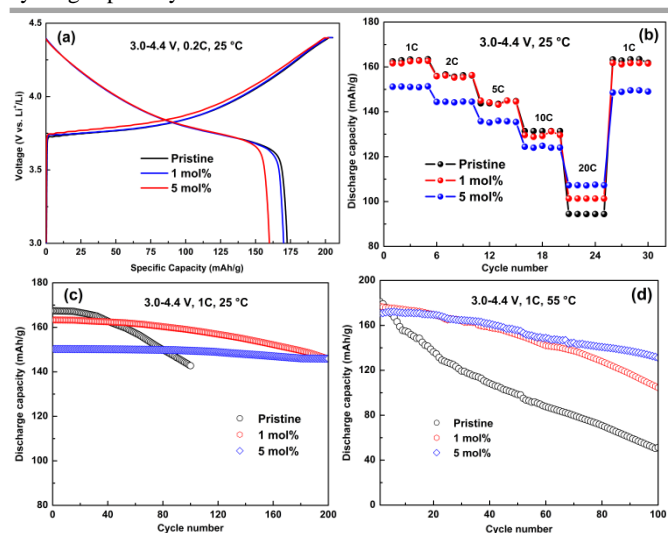 (a)
3.0-4.4 V, 0.2C, 25 °C
4.5
4.0
3.5
3.0
Voltage (V vs. Li⁺/Li)
Pristine
1 mol%
5 mol%
0 25 50 75 100 125 150 175 200
Specific Capacity (mAh/g)
(b)
3.0-4.4 V, 25 °C
180
160
140
120
100
80
Discharge capacity (mAh/g)
1C
2C
5C
10C
20C
1C
Pristine
1 mol%
5 mol%
0 6 12 18 24 30
Cycle number
(c)
3.0-4.4 V, 1C, 25 °C
180
160
140
120
100
80
Discharge capacity (mAh/g)
Pristine
1 mol%
5 mol%
0 40 80 120 160 200
Cycle number
(d)
3.0-4.4 V, 1C, 55 °C
200
160
120
80
40
0
Discharge capacity (mAh/g)
Pristine
1 mol%
5 mol%
20 40 60 80 100
Cycle number